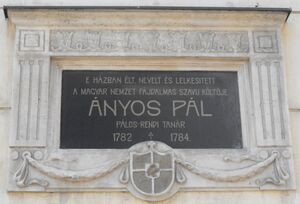 E HÁZBAN ÉLT, NEVELT ÉS LELKESÍTETT
A MAGYAR NEMZET FÁJDALMAS SZAVÚ KÖLTŐJE
ÁNYOS PÁL
PÁLOS-RENDI TANÁR
1782 † 1784.